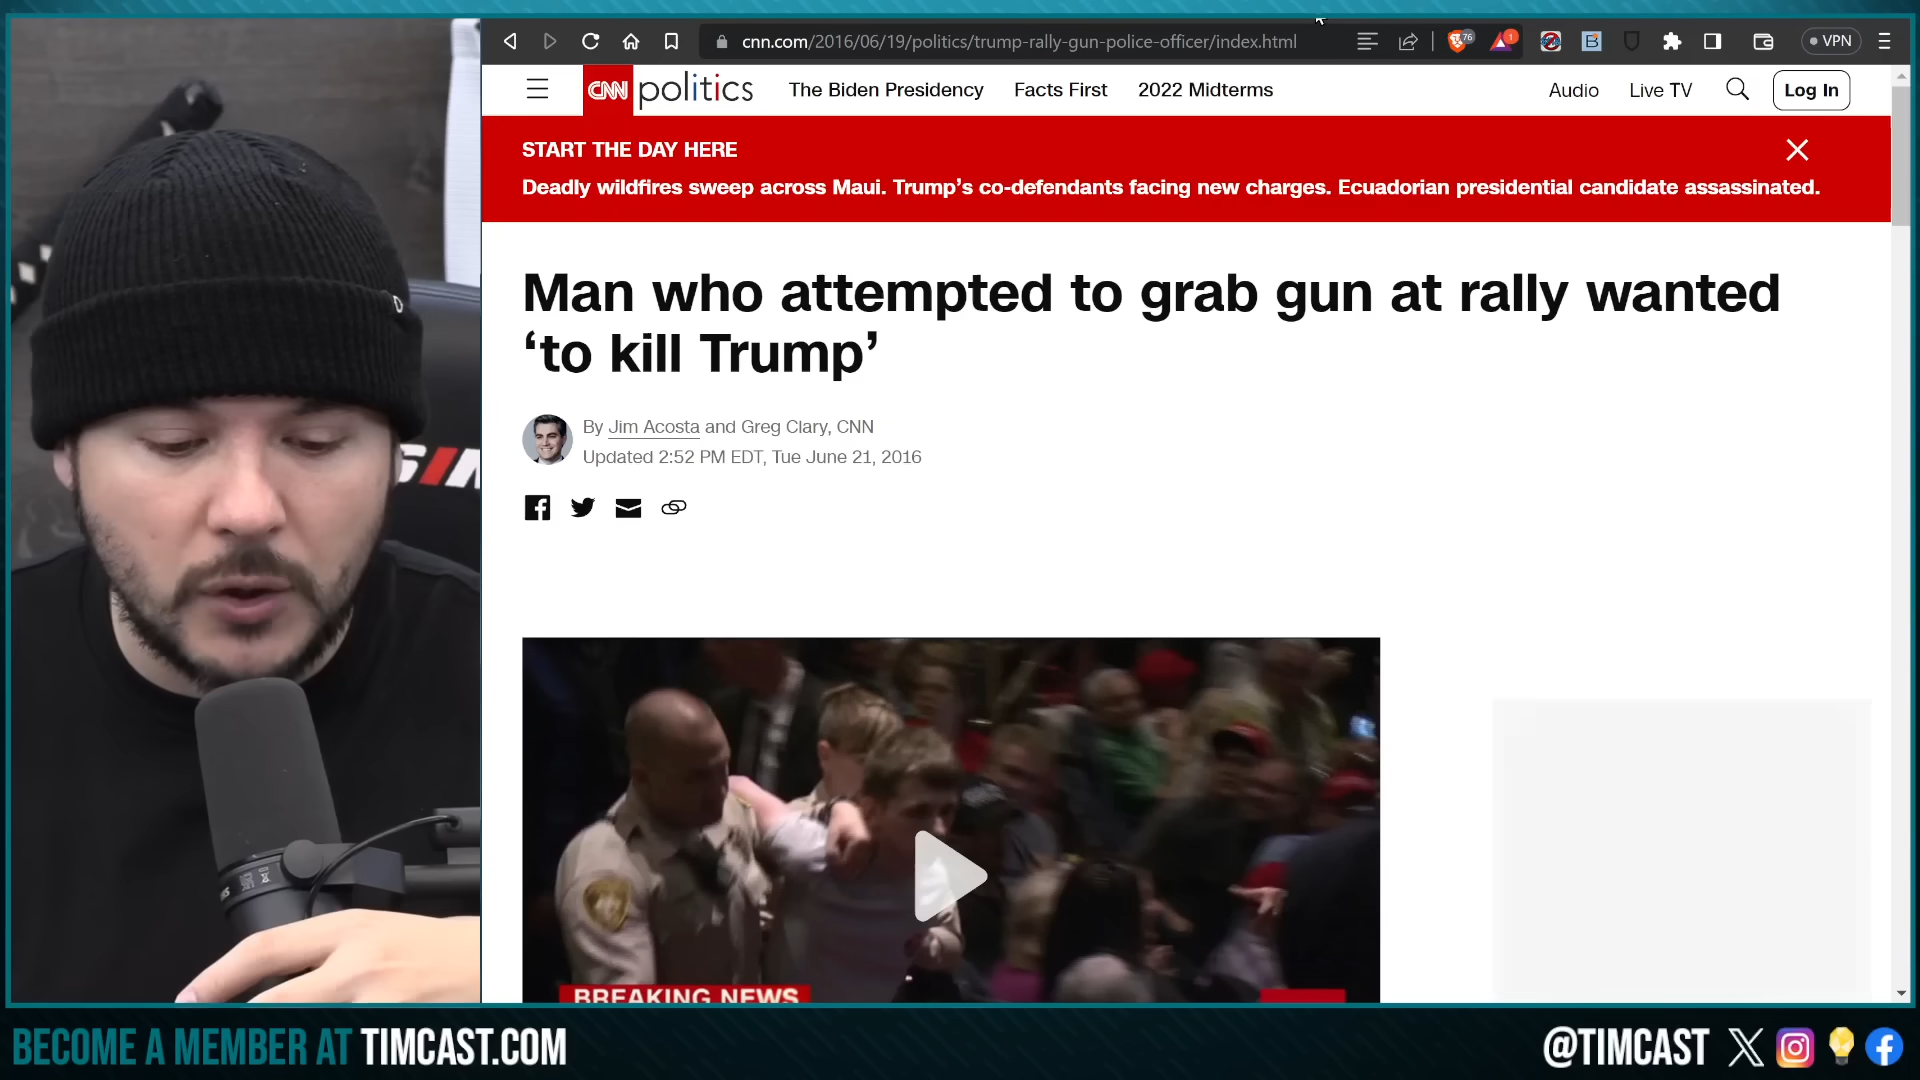 cnn.com/2016/06/19/politics/trump-rally-gun-police-officer/index.html
76
1
VPN
CNN politics
The Biden Presidency
Facts First
2022 Midterms
Audio
Live TV
Log In
START THE DAY HERE
Deadly wildfires sweep across Maui. Trump's co-defendants facing new charges. Ecuadorian presidential candidate assassinated.
Man who attempted to grab gun at rally wanted
‘to kill Trump’
By Jim Acosta and Greg Clary, CNN
Updated 2:52 PM EDT, Tue June 21, 2016
BREAKING NEWS
BECOME A MEMBER AT TIMCAST.COM
@TIMCAST